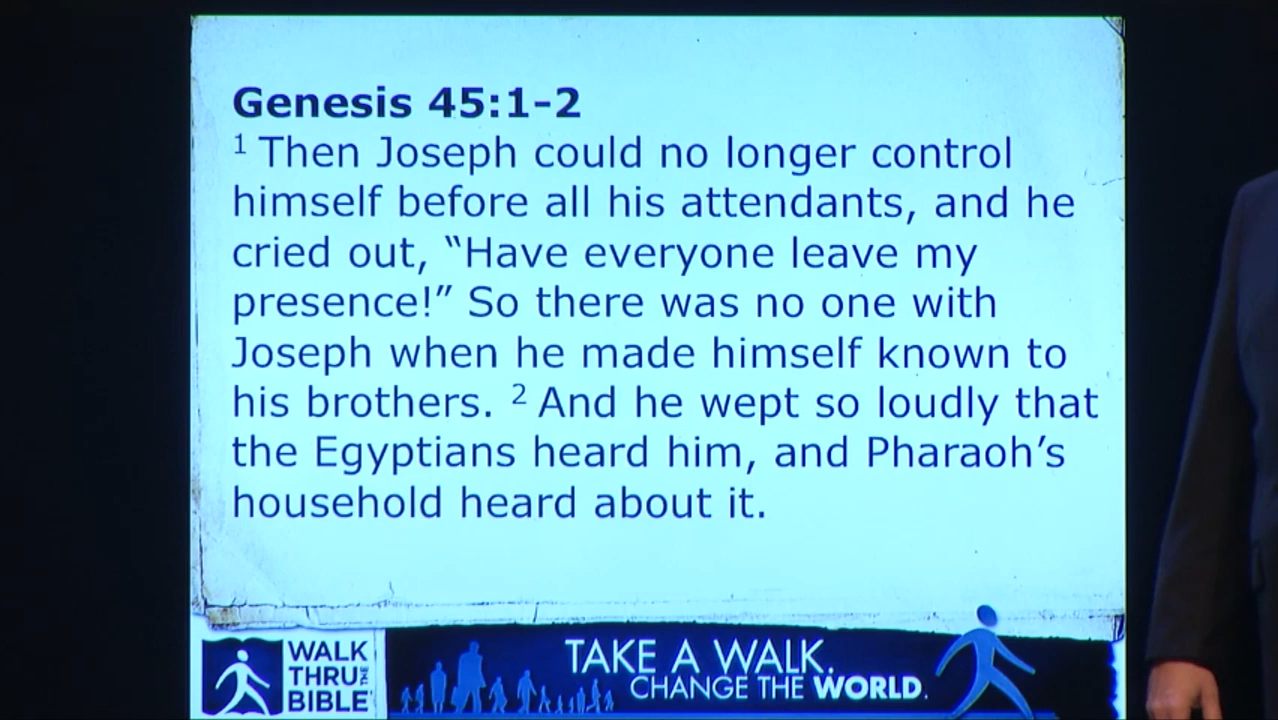 Genesis 45:1-2
1 Then Joseph could no longer control
himself before all his attendants, and he
cried out, “Have everyone leave my
presence!” So there was no one with
Joseph when he made himself known to
his brothers. 2 And he wept so loudly that
the Egyptians heard him, and Pharaoh’s
household heard about it.
WALK
THRU THE
BIBLE
TAKE A WALK.
CHANGE THE WORLD.